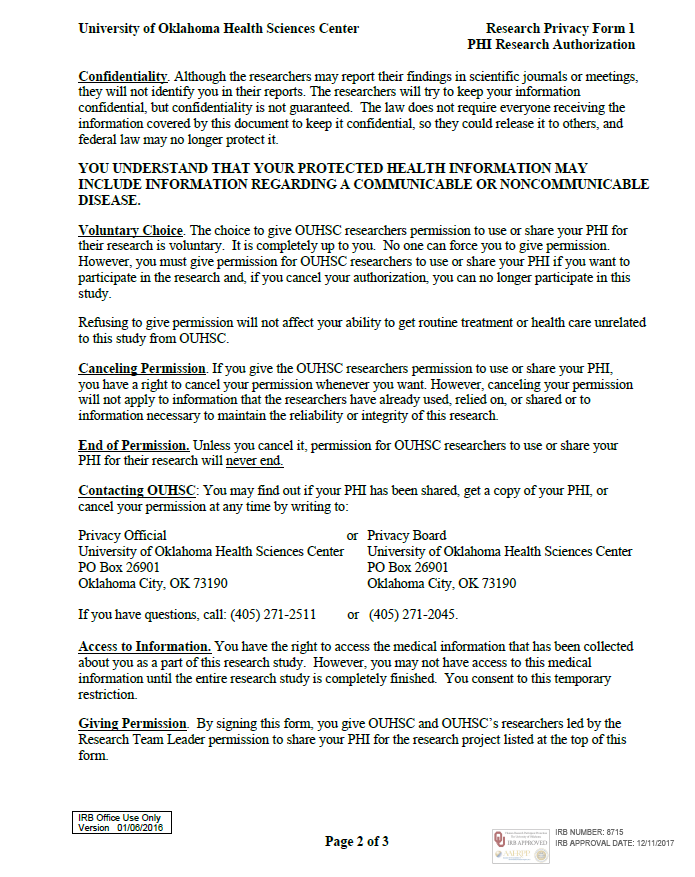 University of Oklahoma Health Sciences Center Research Privacy Form 1
PHI Research Authorization
Confidentiality. Although the researchers may report their findings in scientific journals or meetings,
they will not identify you in their reports. The researchers will try to keep your information
confidential, but confidentiality is not guaranteed. The law does not require everyone receiving the
information covered by this document to keep it confidential, so they could release it to others, and
federal law may no longer protect it.
YOU UNDERSTAND THAT YOUR PROTECTED HEALTH INFORMATION MAY
INCLUDE INFORMATION REGARDING A COMMUNICABLE OR NONCOMMUNICABLE
DISEASE.
Voluntary Choice. The choice to give OUHSC researchers permission to use or share your PHI for
their research is voluntary. It is completely up to you. No one can force you to give permission.
However, you must give permission for OUHSC researchers to use or share your PHI if you want to
participate in the research and, if you cancel your authorization, you can no longer participate in this
study.
Refusing to give permission will not affect your ability to get routine treatment or health care unrelated
to this study from OUHSC.
Canceling Permission. If you give the OUHSC researchers permission to use or share your PHI,
you have a right to cancel your permission whenever you want. However, canceling your permission
will not apply to information that the researchers have already used, relied on, or shared or to
information necessary to maintain the reliability or integrity of this research.
End of Permission. Unless you cancel it, permission for OUHSC researchers to use or share your
PHI for their research will never end.
Contacting OUHSC: You may find out if your PHI has been shared, get a copy of your PHI, or
cancel your permission at any time by writing to:
Privacy Official or Privacy Board
University of Oklahoma Health Sciences Center University of Oklahoma Health Sciences Center
PO Box 26901 PO Box 26901
Oklahoma City, OK 73190 Oklahoma City, OK 73190
If you have questions, call: (405) 271-2511 or (405) 271-2045.
Access to Information. You have the right to access the medical information that has been collected
about you as a part of this research study. However, you may not have access to this medical
information until the entire research study is completely finished. You consent to this temporary
restriction.
Giving Permission. By signing this form, you give OUHSC and OUHSC's researchers led by the
Research Team Leader permission to share your PHI for the research project listed at the top of this
form.
IRB Office Use Only
Version 01/06/2016
Page 2 of 3
IRB APPROVED
IRB NUMBER: 8715
IRB APPROVAL DATE: 12/11/2017